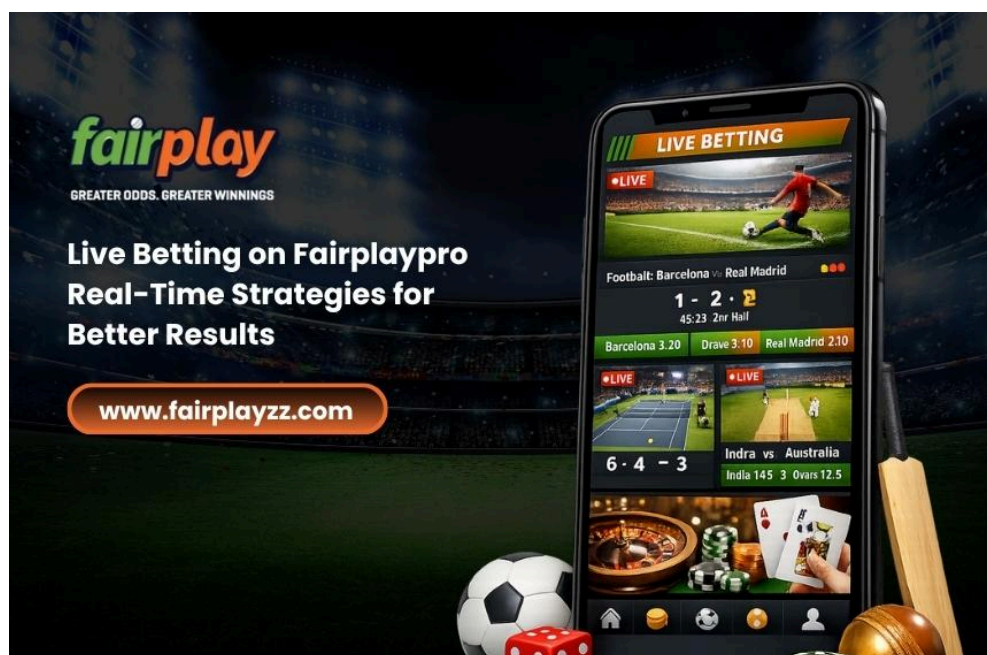 fairplay
GREATER ODDS. GREATER WINNINGS
Live Betting on Fairplaypro
Real-Time Strategies for
Better Results
www.fairplayzz.com
LIVE BETTING
LIVE
Football: Barcelona Vs Real Madrid
1 - 2 · 2
45:23 2nr Half
Barcelona 3.20 Drave 3:10 Real Madrid 2.10
LIVE
LIVE
6 · 4 - 3
Indra vs Auistralia
India 145 3 Ovars 12.5
A